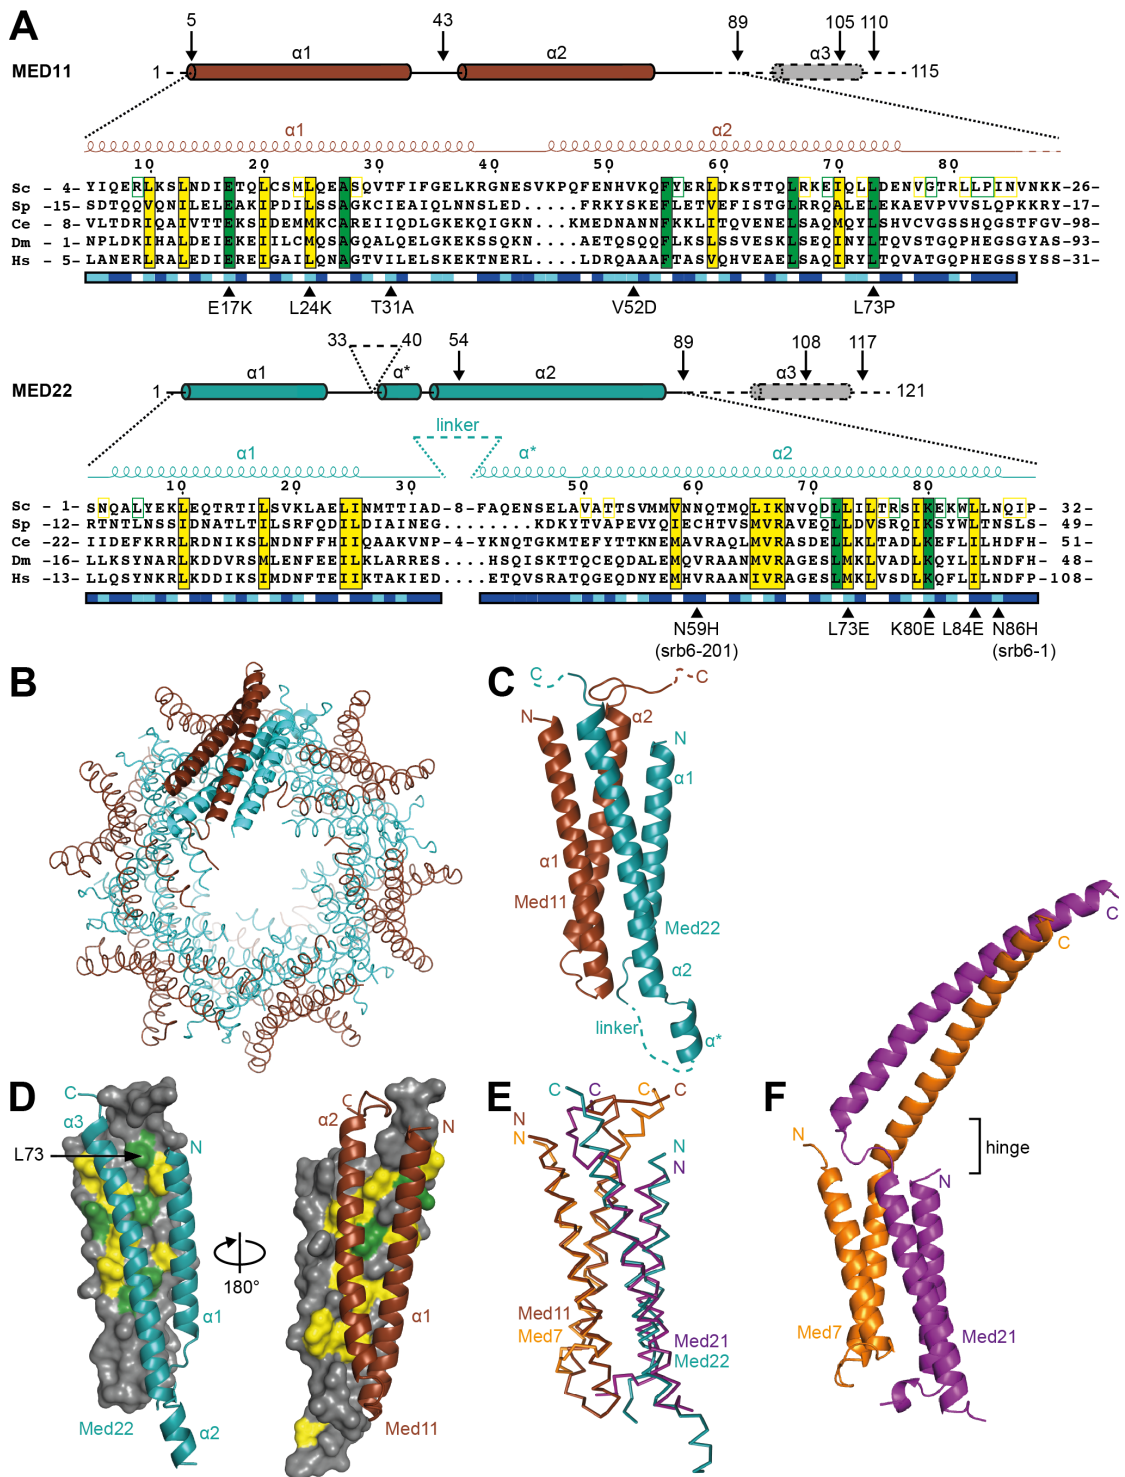 A
5 43 89 105 110
α1 α2 α3
MED11 1 115
α1 α2
10 20 30 40 50 60 70 80
Sc - 4- YIQERLKSLNDIETQLCSMLQEASQVTFIFGELKRGNESVKPQFENHVKQFYERLDKSTTQLRKEIQLLDENVGTRLLPINVNKK -26-
Sp -15- SDTQQVQNILELEAKIPDILSSAGKCIEAIQLNNSLED.....FRKYSKEFLETVEFISTGLRRQALELEKAEVPVVSLQPKKRY -17-
Ce - 8- VLTDRIQAIVTTEKSIDEMMKCAREIIQDLGKEKQIGK....KMEDNANNFKKLITQVENELSAQMQYLSHVCVGSSHQGSTFGV -98-
Dm - 1- NPLDKIHALDEIEKEIILCMQSAGQALQELGKEKSSQKN....AETQSQQFLKSLSSVESKLSEQINYLTQVSTGQPHEGSGYAS -93-
Hs - 5- LANERLRALEDIEREIGAILQNAGTVILELSKEKTNERL....LDRQAAAFTASVQHVEAELSAQIRYLTQVATGQPHEGSSYSS -31-
E17K L24K T31A V52D L73P
33 40 54 89 108 117
α1 α* α2 α3
MED22 1 121
linker
α1 α* α2
10 20 30 50 60 70 80
Sc - 1- SNQALYEKQTRTILSVKLAELINMTTIAD -8- FAQENSELAVATTSVMMVNNQTMQLIKNVQDLLILTRSIKEKWLLNQIP - 32-
Sp -12- RTNTLNSSIDNATLTILSRFQDILDIAINEG .... KDKYTVAPEVYQIECHTVSMVRAVEQLLDVSRQIKSYWLTNSLS - 49-
Ce -22- IIDEFKRRLRDNIKSLNDNFFHIIQAAKVNP -4- YKNQTGKMTEFYTTKNEMAVRAQLMVRASDELLKLTADLKEFLILHDFH - 51-
Dm -16- LLKSYNARLKDDVRSMLENFEEILKLARRES .... HSQISKTTQCEQDALEMQVRAANMVRAGESLMKLVADLKQYLILNDFH - 48-
Hs -13- LLQSYNKRLKDDIKSIMDNFTEIIKTAKIED .... ETQVSRATQGEQDNYEMHVRAANIVRAGESLMKLVSDLKQFLILNDFP -108-
N59H L73E K80E L84E N86H
(srb6-201) (srb6-1)
B
C
C C
N α2 N
α1
α1
Med11
Med22
α2
linker α*
D
C α3 N
L73
α1
Med22 α2
180°
C α2 N
α1
Med11
E
C C C C
N N
N N
Med11 Med21
Med7 Med22
F
C
C
N hinge
N
Med7 Med21